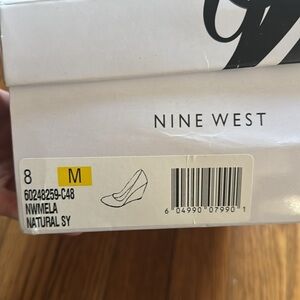 NINE WEST
8 M
60248259-C48
NWMELA
NATURAL SY
6 04990 07990 1